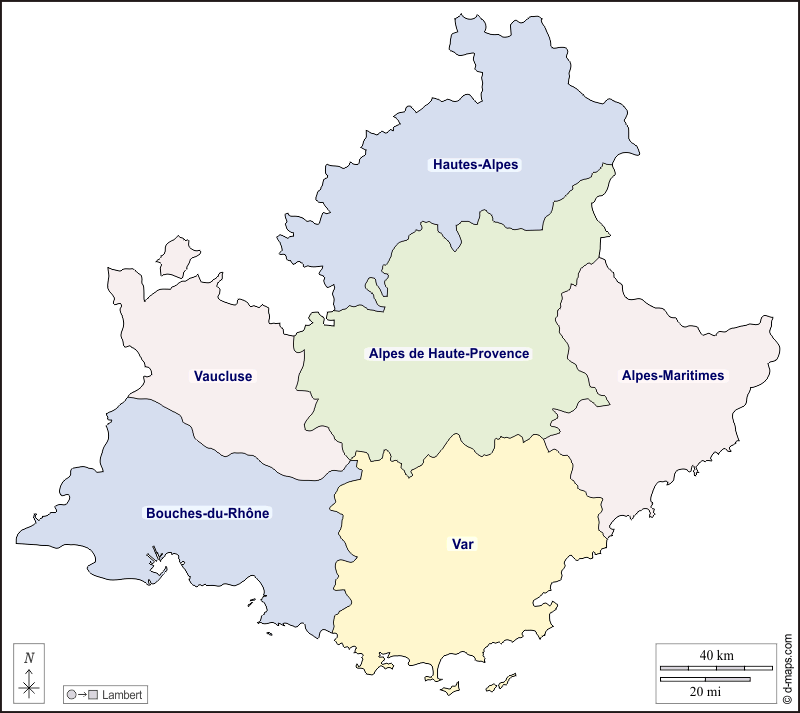 Hautes-Alpes
Alpes de Haute-Provence
Vaucluse
Alpes-Maritimes
Bouches-du-Rhône
Var
N
Lambert
40 km
20 mi
© d-maps.com